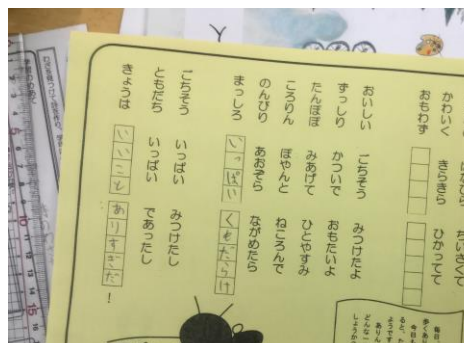 ちいさくて
かわいく　きらきら　ひかってて
おもわず
おいしい　ごちそう　みつけたよ
ずっしり　かついで　おもたいよ
たんぽぽ　みあげて　ひとやすみ
ころりん　ぽやんと　ねころんで
のんびり　あおぞら　ながめたら
まっしろ　いっぱい　くもだらけ
ごちそう　いっぱい　みつけたし
ともだち　いっぱい　であったし
きょうは　いいこと　ありすぎた！